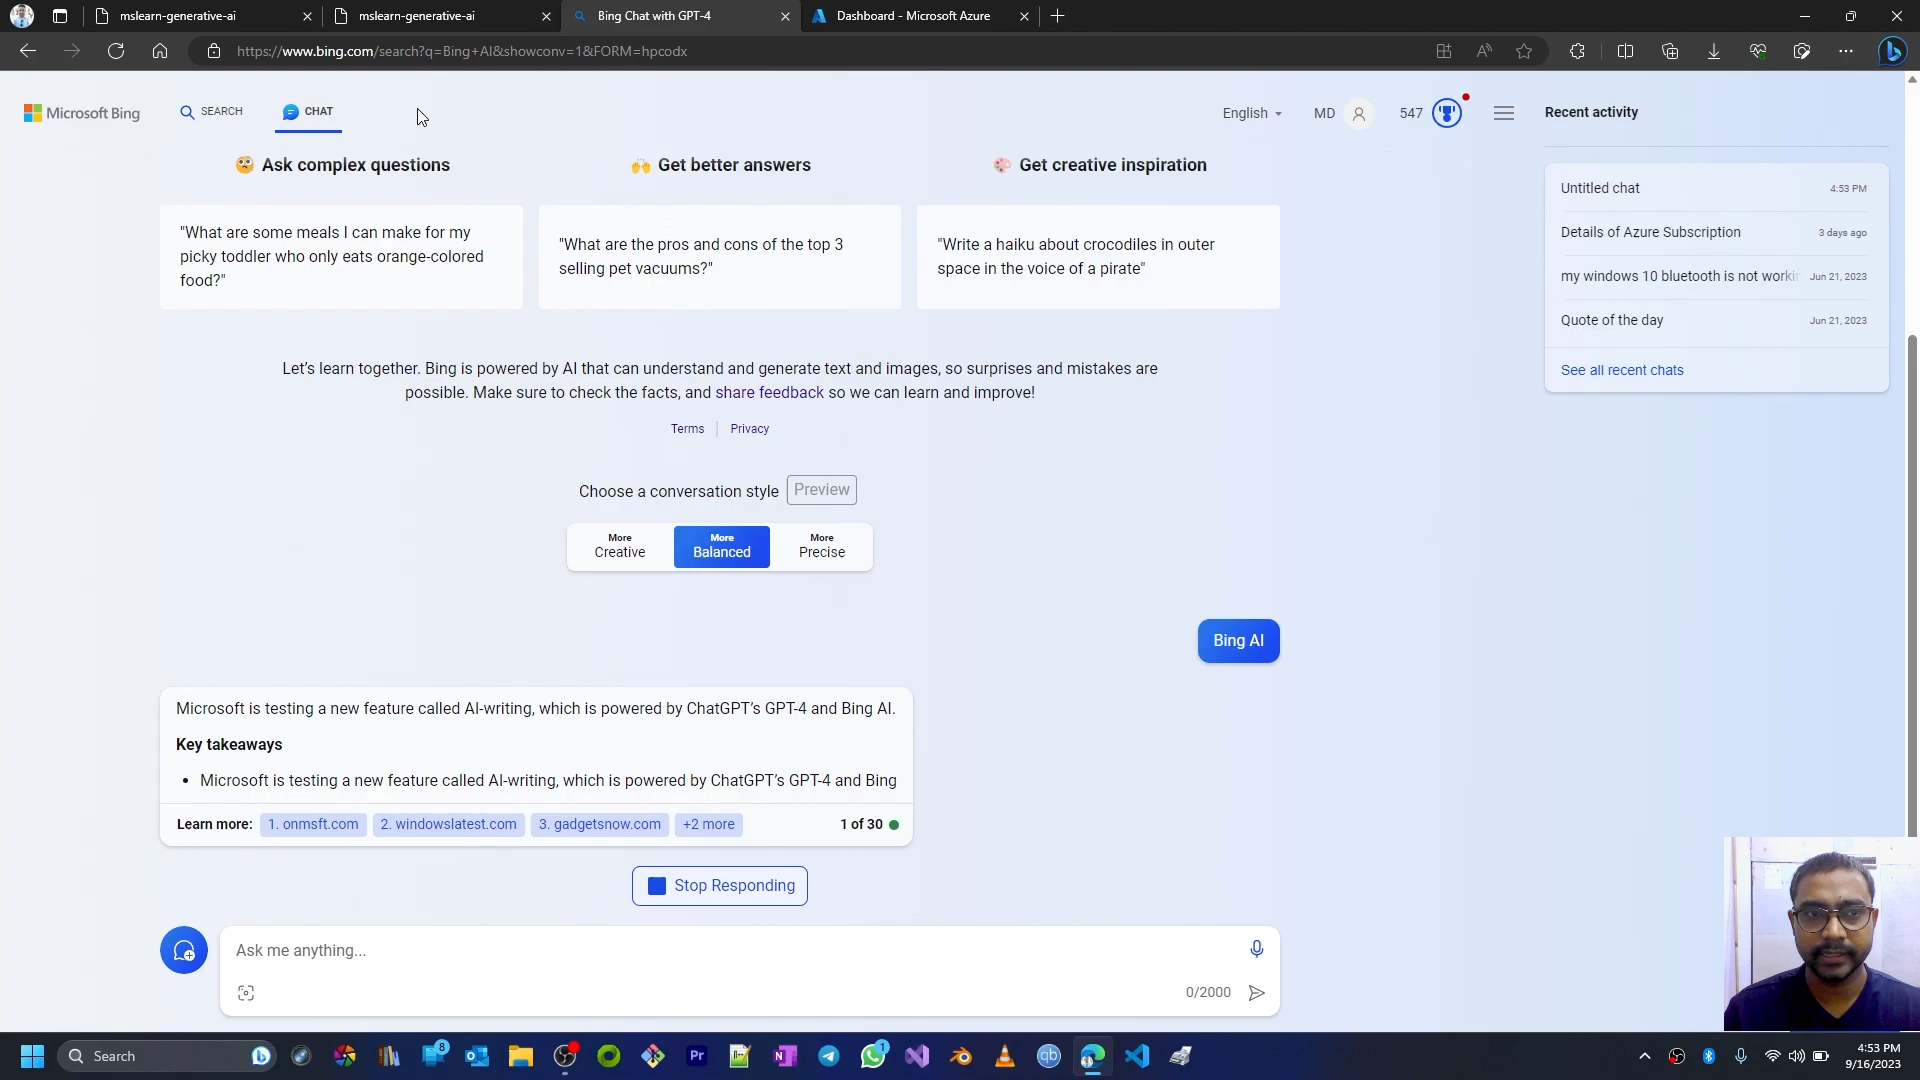 mslearn-generative-ai
mslearn-generative-ai
Bing Chat with GPT-4
Dashboard - Microsoft Azure
https://www.bing.com/search?q=Bing+AI&showconv=1&FORM=hpcodx
Microsoft Bing
SEARCH
CHAT
English
MD
547
Recent activity
Ask complex questions
Get better answers
Get creative inspiration
"What are some meals I can make for my
picky toddler who only eats orange-colored
food?"
"What are the pros and cons of the top 3
selling pet vacuums?"
"Write a haiku about crocodiles in outer
space in the voice of a pirate"
Untitled chat 4:53 PM
Details of Azure Subscription 3 days ago
my windows 10 bluetooth is not workin Jun 21, 2023
Quote of the day Jun 21, 2023
See all recent chats
Let's learn together. Bing is powered by AI that can understand and generate text and images, so surprises and mistakes are
possible. Make sure to check the facts, and share feedback so we can learn and improve!
Terms Privacy
Choose a conversation style Preview
More
Creative
More
Balanced
More
Precise
Bing AI
Microsoft is testing a new feature called AI-writing, which is powered by ChatGPT's GPT-4 and Bing AI.
Key takeaways
• Microsoft is testing a new feature called AI-writing, which is powered by ChatGPT's GPT-4 and Bing
Learn more: 1. onmsft.com 2. windowslatest.com 3. gadgetsnow.com +2 more 1 of 30
Stop Responding
Ask me anything...
0/2000
Search
8
Pr
N
1
qb
4:53 PM
9/16/2023